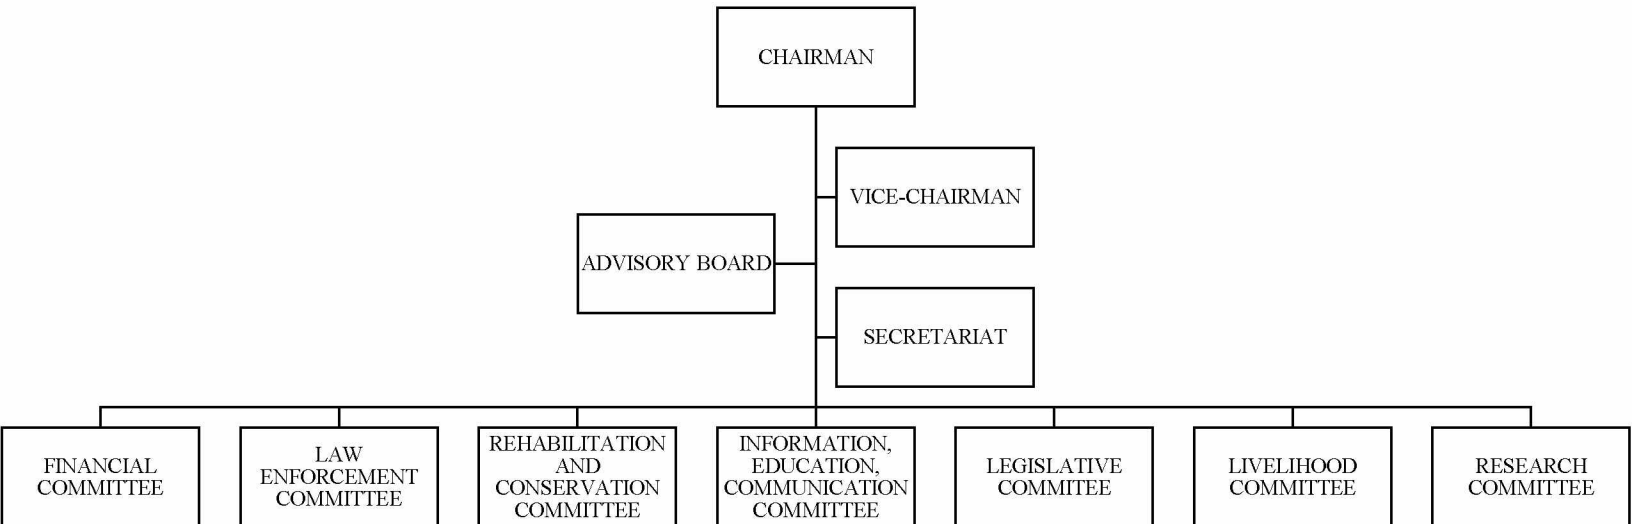 CHAIRMAN
VICE-CHAIRMAN
ADVISORY BOARD
SECRETARIAT
FINANCIAL
COMMITTEE
LAW
ENFORCEMENT
COMMITTEE
REHABILITATION
AND
CONSERVATION
COMMITTEE
INFORMATION,
EDUCATION,
COMMUNICATION
COMMITTEE
LEGISLATIVE
COMMITEE
LIVELIHOOD
COMMITTEE
RESEARCH
COMMITTEE